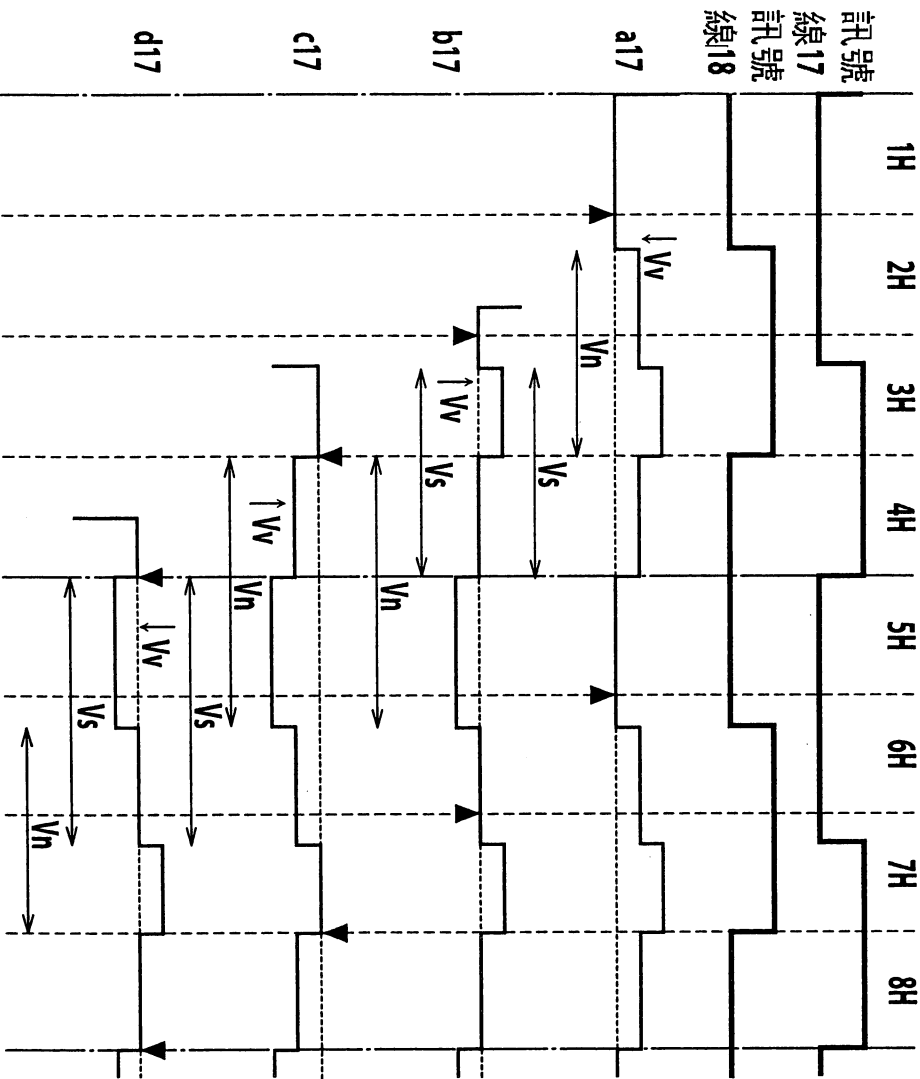 1H 2H 3H 4H 5H 6H 7H 8H
訊號
線17
訊號
線18
a17
Vv
Vn
Vs
b17
Vv
Vs
Vn
c17
Vv
Vn
Vs
d17
Vv
Vs
Vn